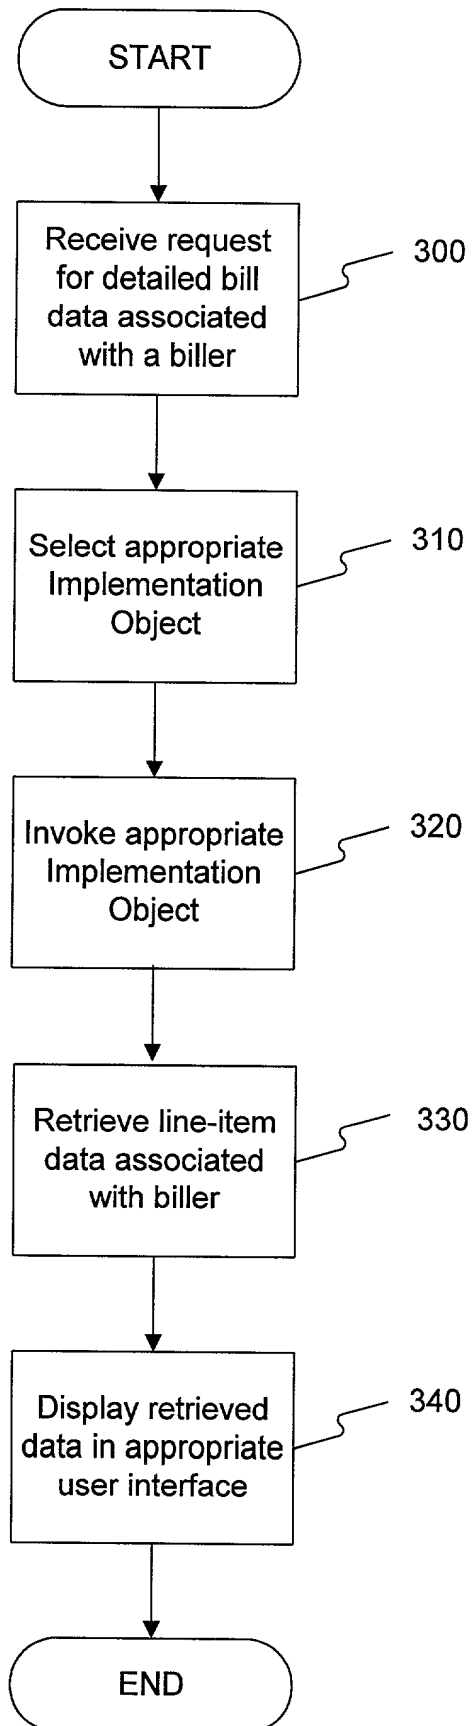 START
Receive request
for detailed bill
data associated
with a biller
300
Select appropriate
Implementation
Object
310
Invoke appropriate
Implementation
Object
320
Retrieve line-item
data associated
with biller
330
Display retrieved
data in appropriate
user interface
340
END